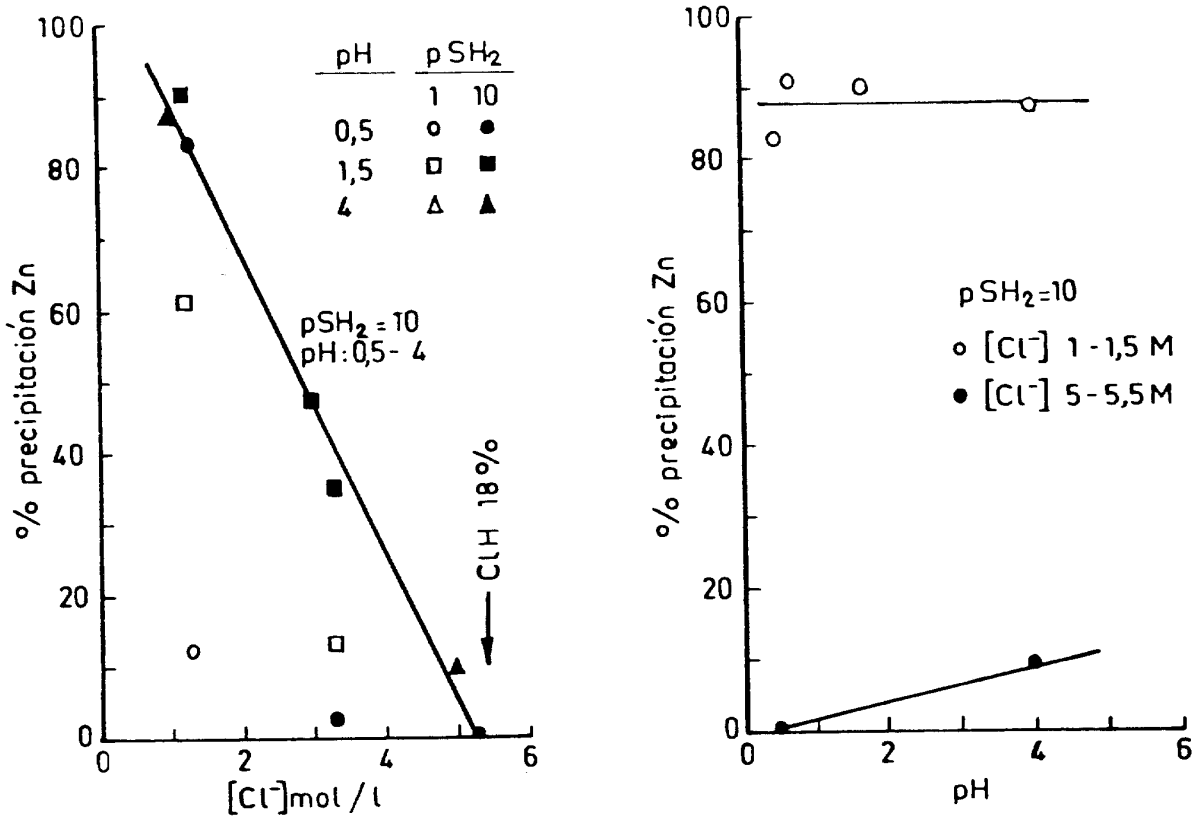 100
80
60
40
20
0
% precipitación Zn
pH pSH₂
1 10
0,5
1,5
4
pSH₂ = 10
pH : 0,5 - 4
ClH 18%
0 2 4 6
[Cl⁻] mol / l
100
80
60
40
20
0
% precipitación Zn
pSH₂=10
[Cl⁻] 1 - 1,5 M
[Cl⁻] 5 - 5,5 M
0 2 4 6
pH